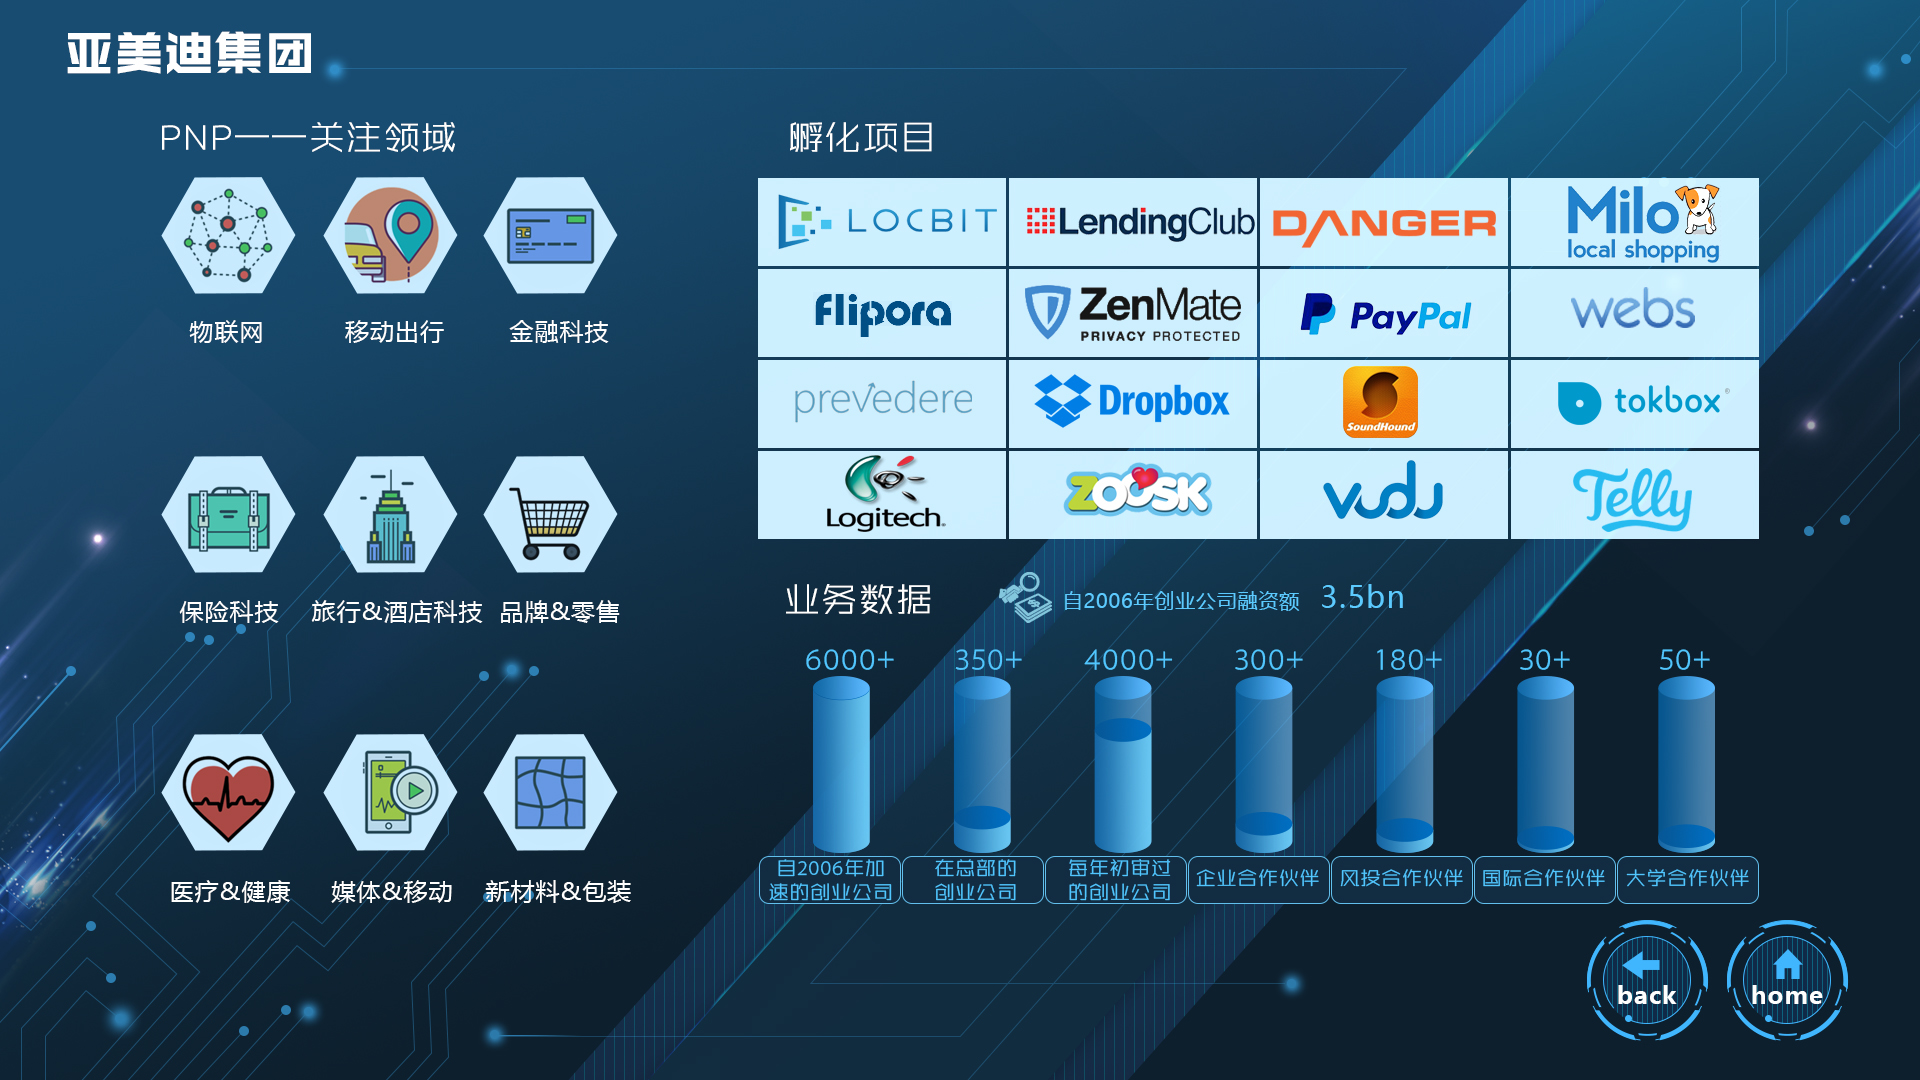 亚美迪集团
PNP一一关注领域
物联网
移动出行
金融科技
保险科技
旅行&酒店科技
品牌&零售
医疗&健康
媒体&移动
新材料&包装
孵化项目
LOCBIT
LendingClub
DANGER
Milo
local shopping
Flipora
ZenMate
PRIVACY PROTECTED
PayPal
webs
prevedere
Dropbox
SoundHound
tokbox®
Logitech
ZOOSK
vudu
Telly
业务数据
自2006年创业公司融资额 3.5bn
6000+
350+
4000+
300+
180+
30+
50+
自2006年加
速的创业公司
在总部的
创业公司
每年初审过
的创业公司
企业合作伙伴
风投合作伙伴
国际合作伙伴
大学合作伙伴
back
home